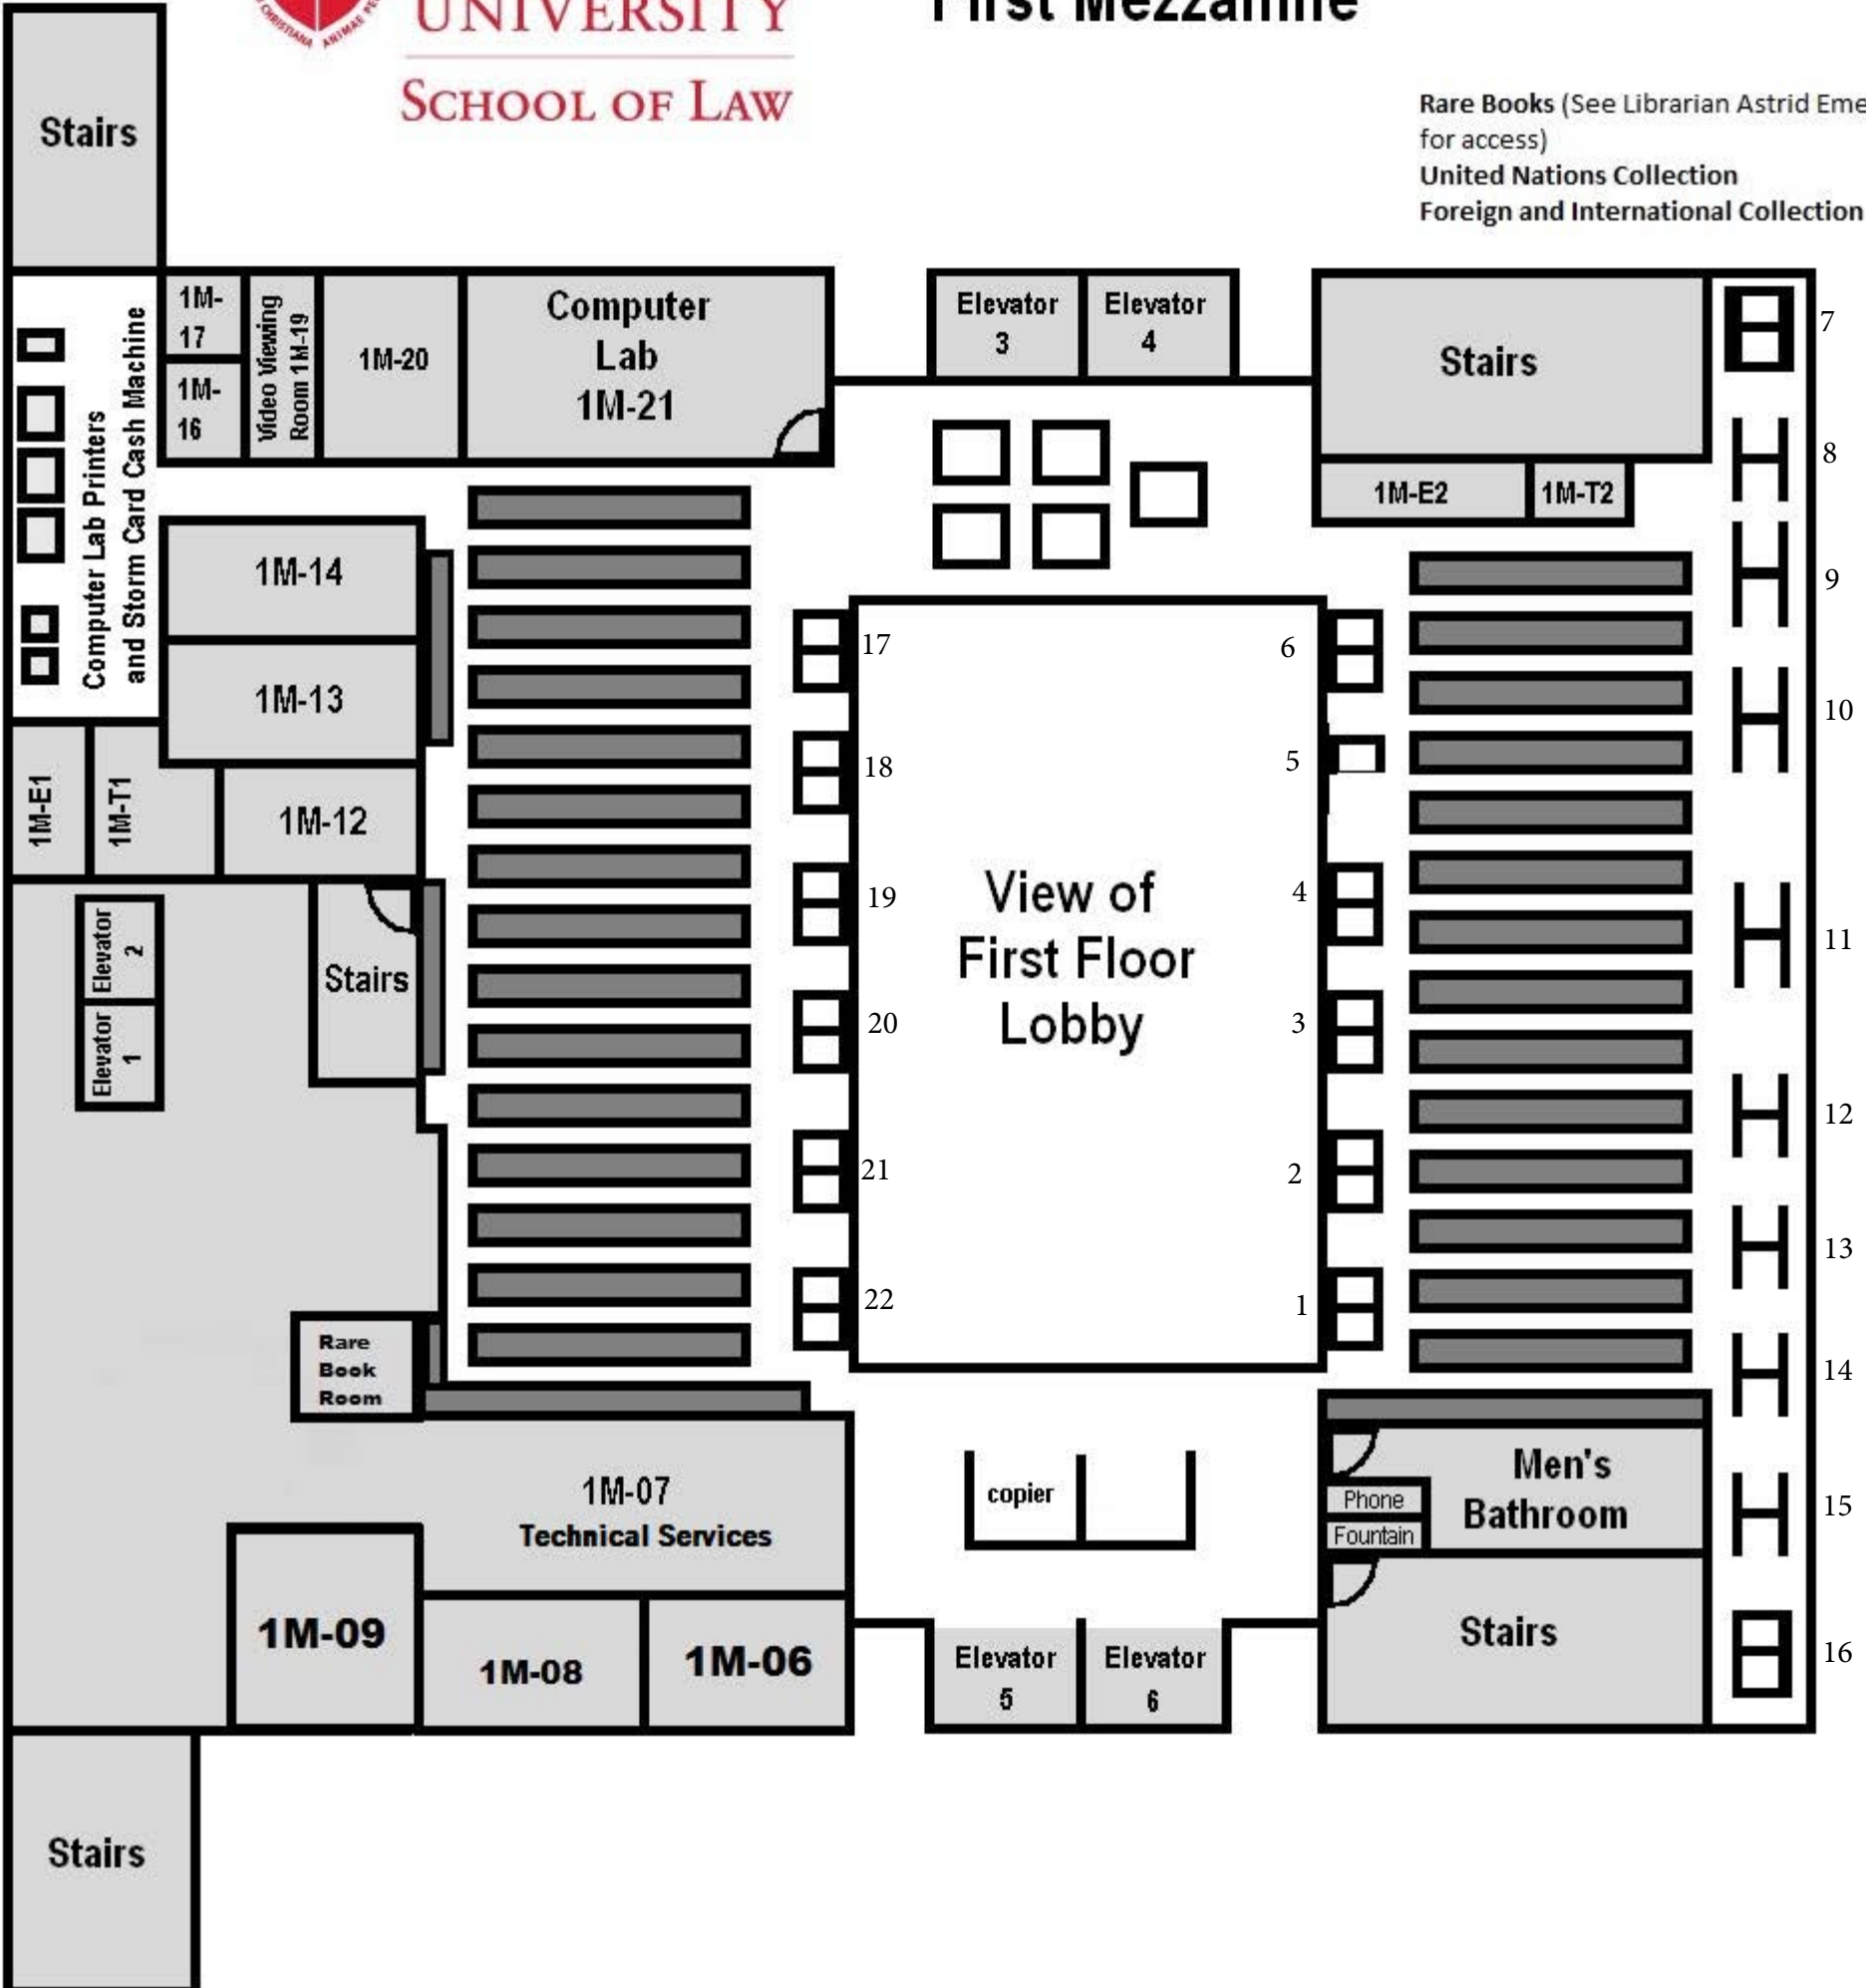 UNIVERSITY
SCHOOL OF LAW
First Mezzanine
Rare Books (See Librarian Astrid Eme
for access)
United Nations Collection
Foreign and International Collection
Stairs
Computer Lab Printers
and Storm Card Cash Machine
1M-
17
1M-
16
Video Viewing
Room 1M-19
1M-20
Computer
Lab
1M-21
Elevator
3
Elevator
4
Stairs
1M-E2
1M-T2
7
8
9
10
11
12
13
14
15
16
1M-14
1M-13
1M-12
1M-E1
1M-T1
Elevator
2
Elevator
1
Stairs
17
18
19
20
21
22
6
5
4
3
2
1
View of
First Floor
Lobby
Rare
Book
Room
1M-07
Technical Services
1M-09
1M-08
1M-06
copier
Elevator
5
Elevator
6
Men's
Bathroom
Phone
Fountain
Stairs
Stairs